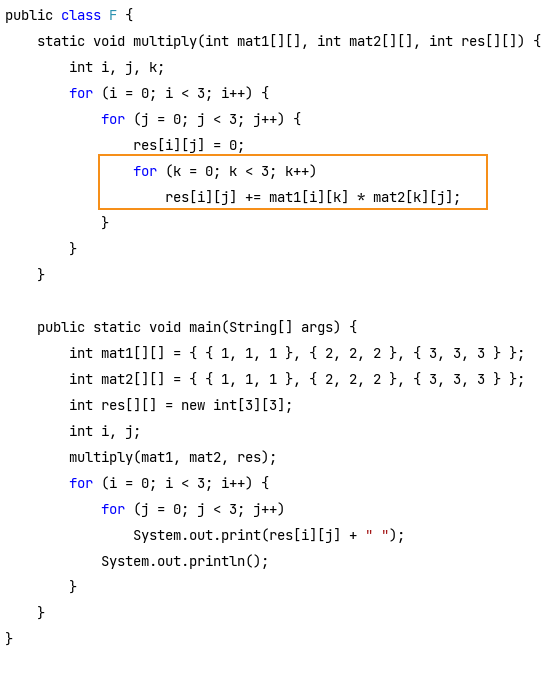 public class F {
    static void multiply(int mat1[][], int mat2[][], int res[][]) {
        int i, j, k;
        for (i = 0; i < 3; i++) {
            for (j = 0; j < 3; j++) {
                res[i][j] = 0;
                for (k = 0; k < 3; k++)
                    res[i][j] += mat1[i][k] * mat2[k][j];
            }
        }
    }
    public static void main(String[] args) {
        int mat1[][] = { { 1, 1, 1 }, { 2, 2, 2 }, { 3, 3, 3 } };
        int mat2[][] = { { 1, 1, 1 }, { 2, 2, 2 }, { 3, 3, 3 } };
        int res[][] = new int[3][3];
        int i, j;
        multiply(mat1, mat2, res);
        for (i = 0; i < 3; i++) {
            for (j = 0; j < 3; j++)
                System.out.print(res[i][j] + " ");
            System.out.println();
        }
    }
}